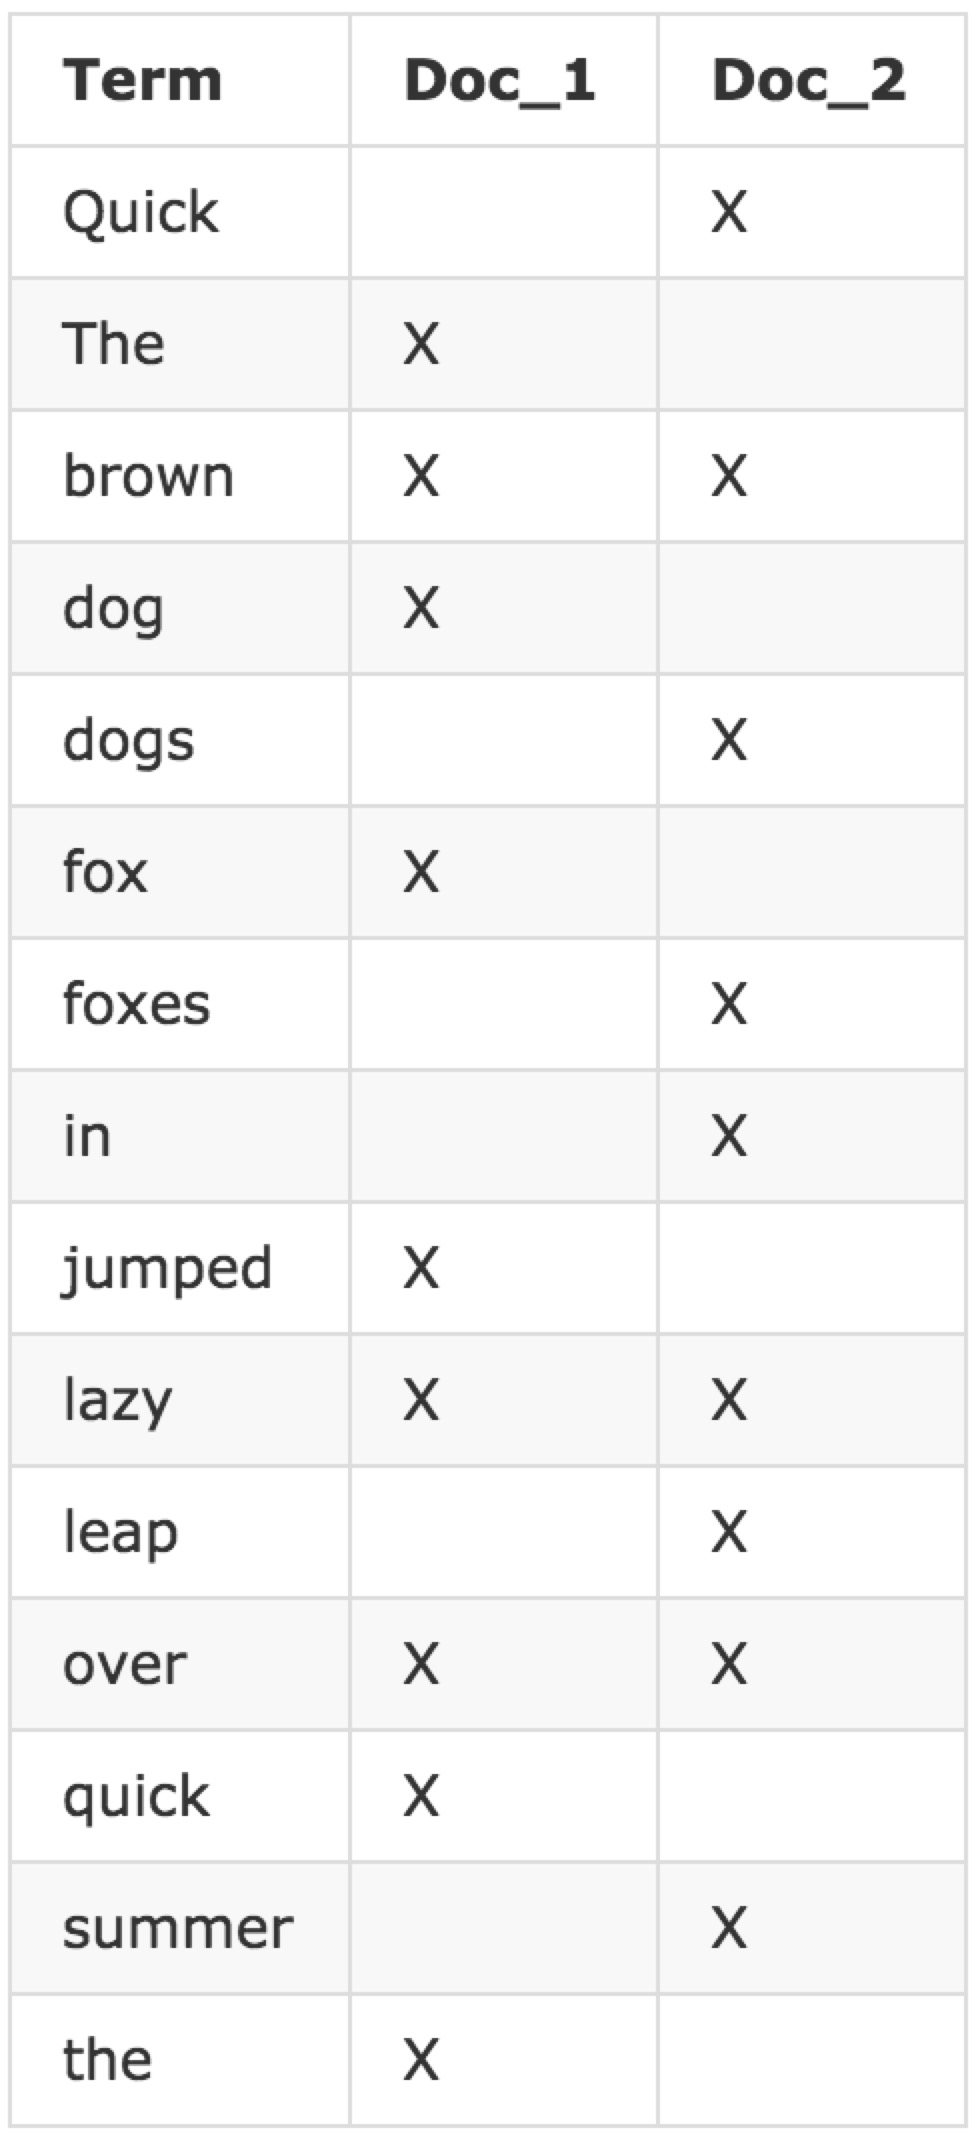 Term Doc_1 Doc_2
Quick X
The X
brown X X
dog X
dogs X
fox X
foxes X
in X
jumped X
lazy X X
leap X
over X X
quick X
summer X
the X